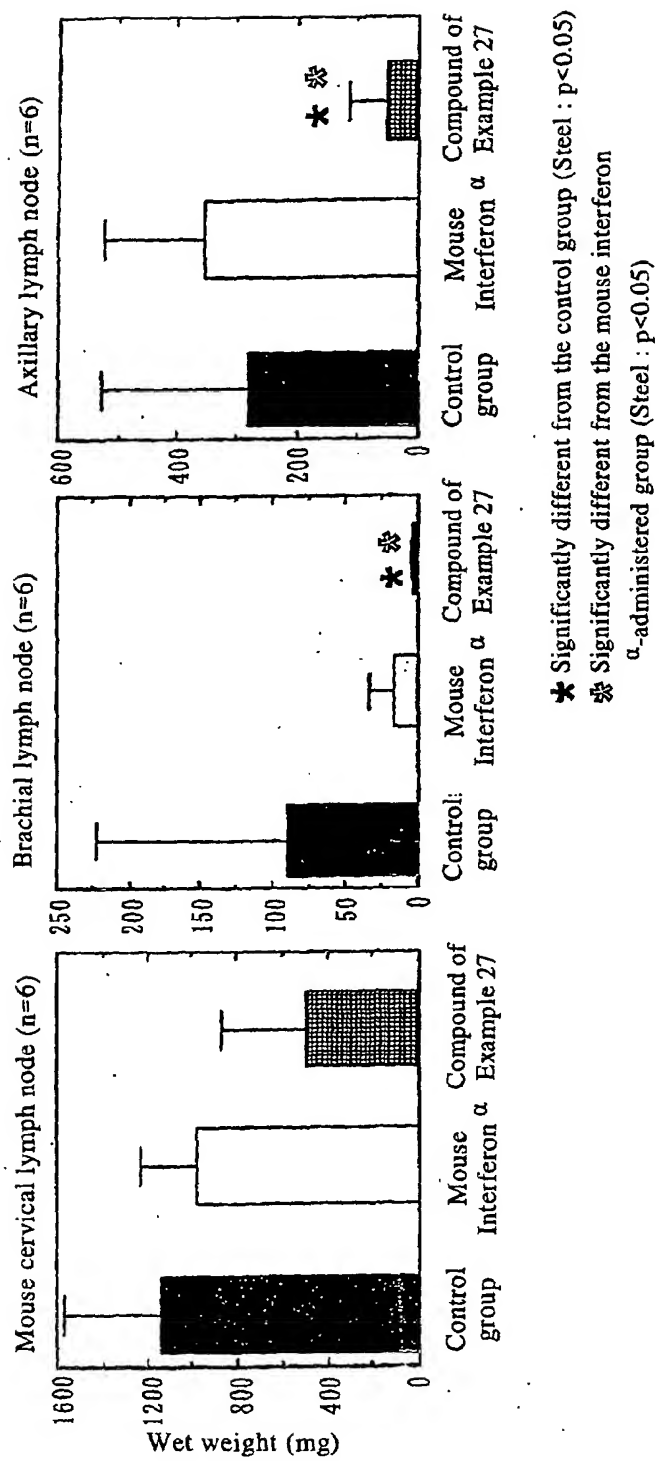 Mouse cervical lymph node (n=6)
Wet weight (mg)
1600
1200
800
400
0
Control
group
Mouse
Interferon α
Compound of
Example 27
Brachial lymph node (n=6)
250
200
150
100
50
0
Control:
group
Mouse
Interferon α
Compound of
Example 27
★ ❃
Axillary lymph node (n=6)
600
400
200
0
Control
group
Mouse
Interferon α
Compound of
Example 27
★ ❃
★ Significantly different from the control group (Steel : p<0.05)
❃ Significantly different from the mouse interferon
α-administered group (Steel : p<0.05)